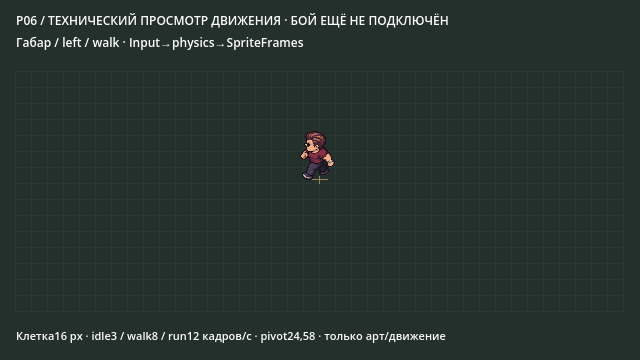 P06 / ТЕХНИЧЕСКИЙ ПРОСМОТР ДВИЖЕНИЯ · БОЙ ЕЩЁ НЕ ПОДКЛЮЧЁН
Габар / left / walk · Input→physics→SpriteFrames
Клетка16 px · idle3 / walk8 / run12 кадров/с · pivot24,58 · только арт/движение